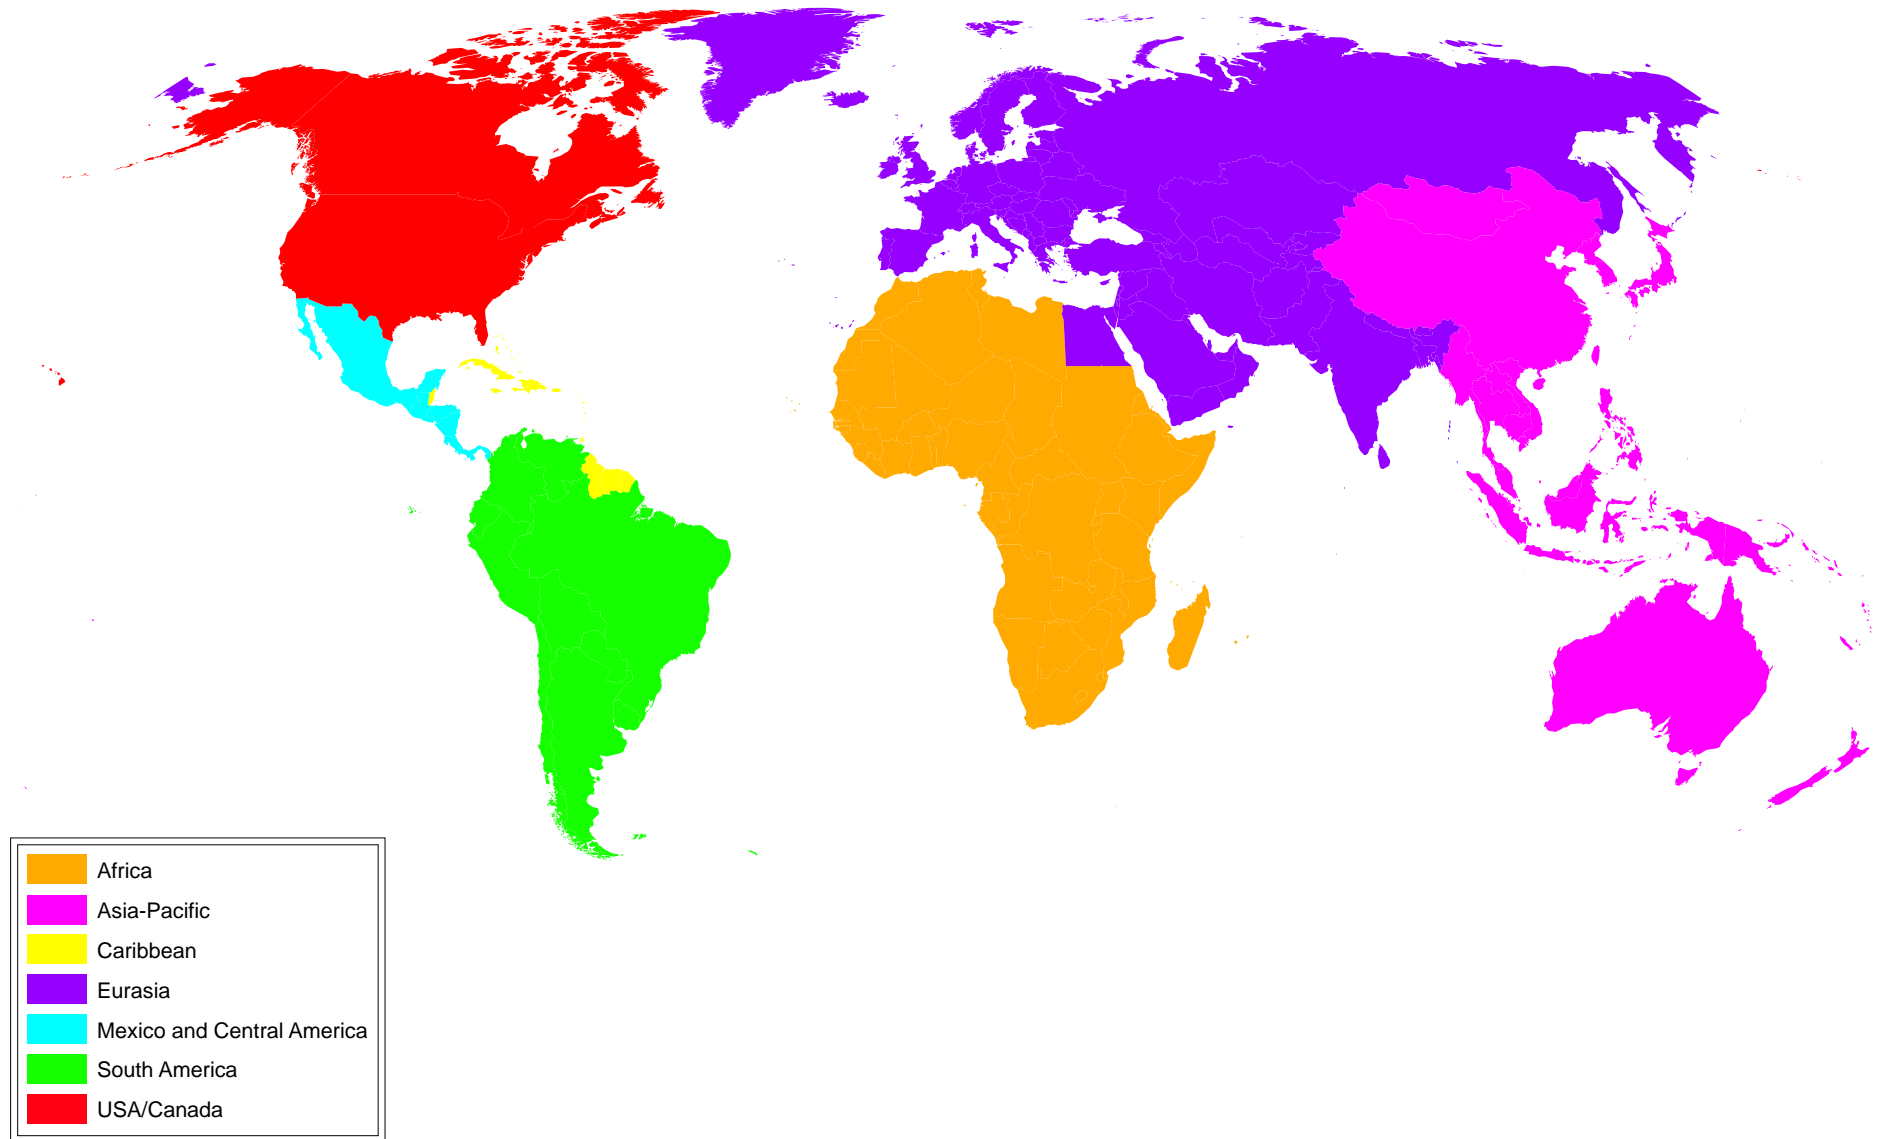 Africa
Asia-Pacific
Caribbean
Eurasia
Mexico and Central America
South America
USA/Canada